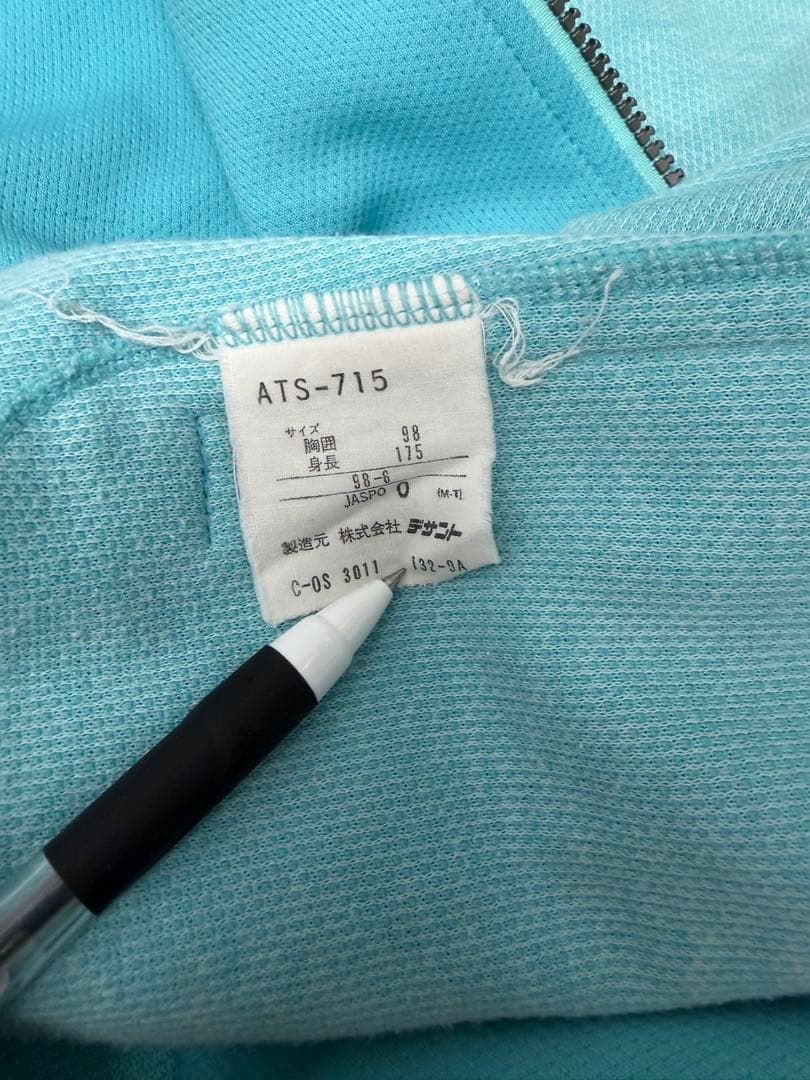 ATS-715
サイズ
胸囲 98
身長 175
98-6
JASPO O (M-T)
製造元 株式会社 デサント
C-OS 3011 132-9A